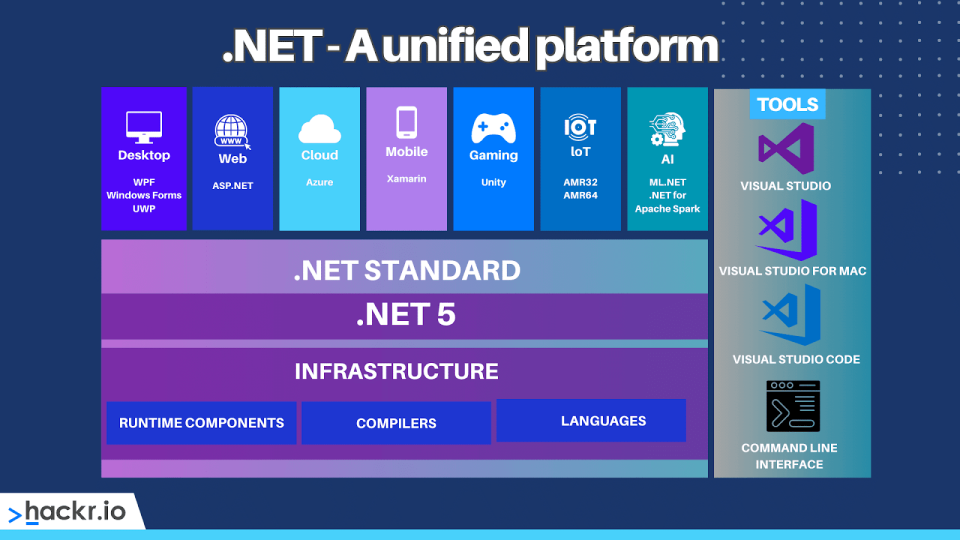 .NET - A unified platform
Desktop
WPF
Windows Forms
UWP
WWW
Web
ASP.NET
Cloud
Azure
Mobile
Xamarin
Gaming
Unity
IOT
IoT
AMR32
AMR64
AI
ML.NET
.NET for
Apache Spark
TOOLS
VISUAL STUDIO
VISUAL STUDIO FOR MAC
VISUAL STUDIO CODE
COMMAND LINE
INTERFACE
.NET STANDARD
.NET 5
INFRASTRUCTURE
RUNTIME COMPONENTS
COMPILERS
LANGUAGES
hackr.io